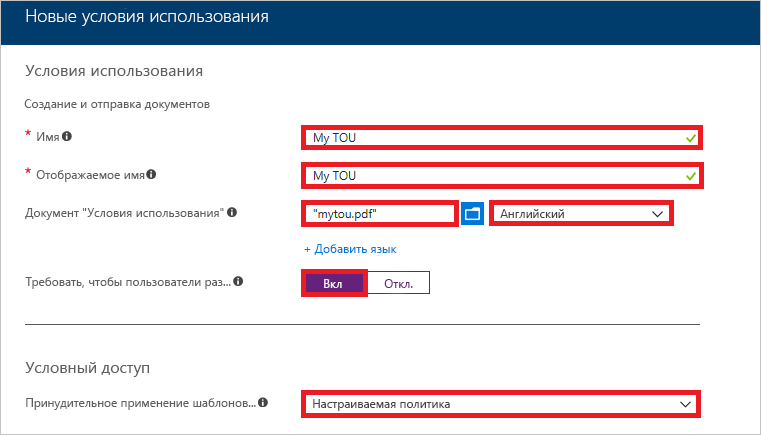 Новые условия использования
Условия использования
Создание и отправка документов
* Имя My TOU
* Отображаемое имя My TOU
Документ "Условия использования" "mytou.pdf" Английский
+ Добавить язык
Требовать, чтобы пользователи раз... Вкл Откл.
Условный доступ
Принудительное применение шаблонов... Настраиваемая политика